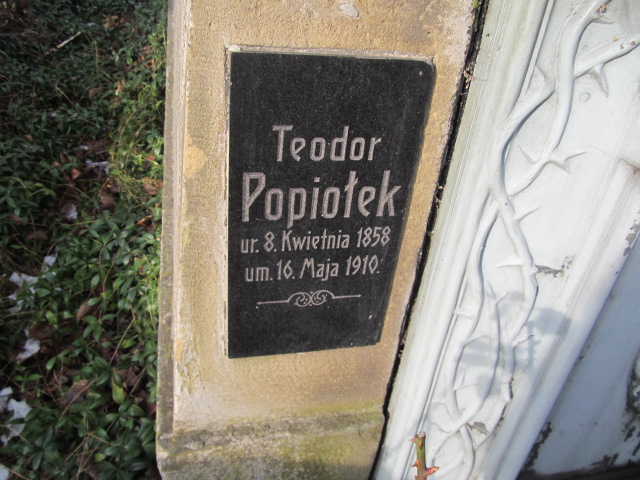 Teodor
Popiołek
ur. 8. Kwietnia 1858
um. 16. Maja 1910.